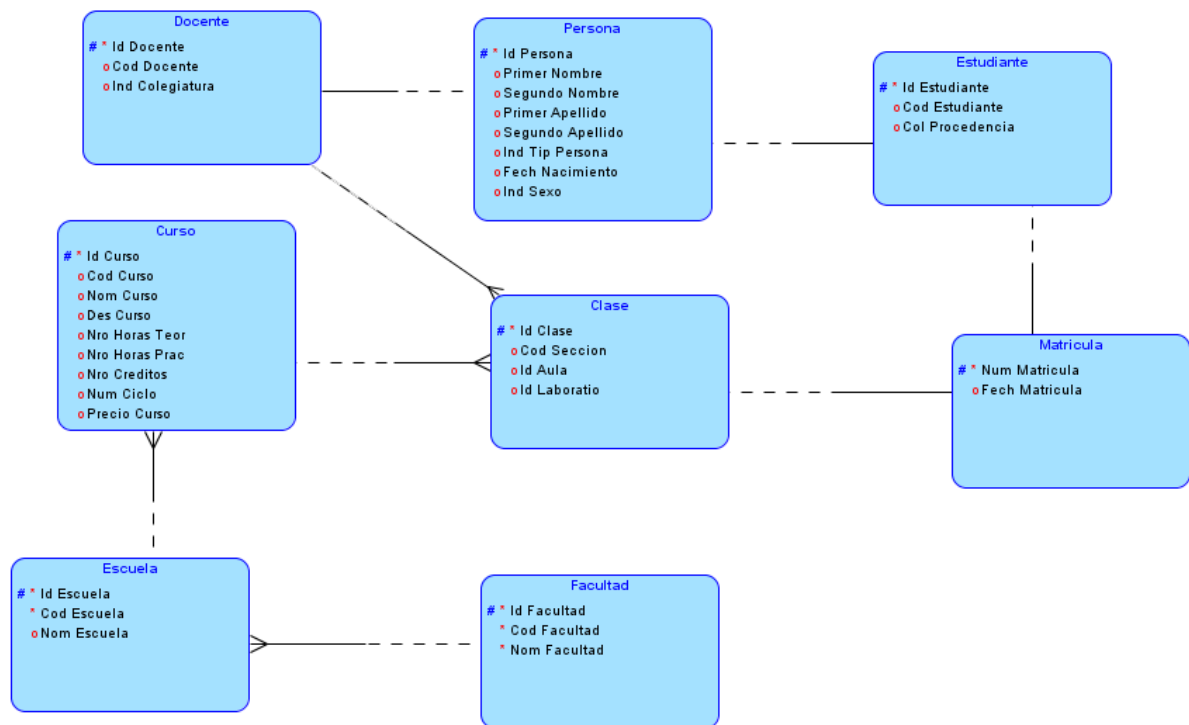 Docente
# * Id Docente
o Cod Docente
o Ind Colegiatura
Persona
# * Id Persona
o Primer Nombre
o Segundo Nombre
o Primer Apellido
o Segundo Apellido
o Ind Tip Persona
o Fech Nacimiento
o Ind Sexo
Estudiante
# * Id Estudiante
o Cod Estudiante
o Col Procedencia
Curso
# * Id Curso
o Cod Curso
o Nom Curso
o Des Curso
o Nro Horas Teor
o Nro Horas Prac
o Nro Creditos
o Num Ciclo
o Precio Curso
Clase
# * Id Clase
o Cod Seccion
o Id Aula
o Id Laboratio
Matricula
# * Num Matricula
o Fech Matricula
Escuela
# * Id Escuela
* Cod Escuela
o Nom Escuela
Facultad
# * Id Facultad
* Cod Facultad
* Nom Facultad